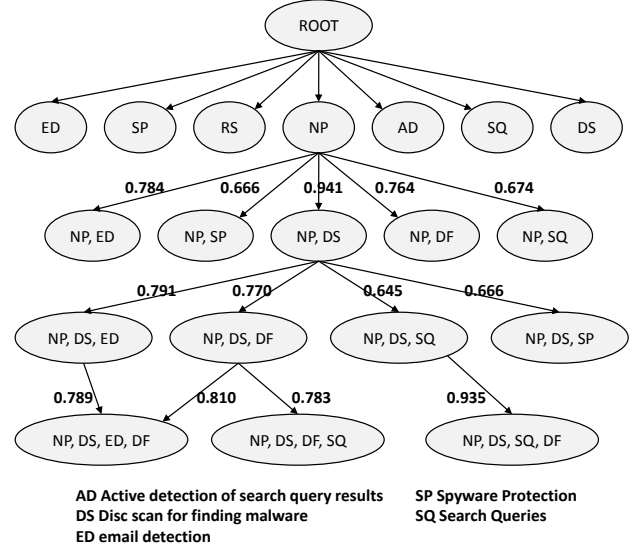 ROOT
ED SP RS NP AD SQ DS
0.784 0.666 0.941 0.764 0.674
NP, ED NP, SP NP, DS NP, DF NP, SQ
0.791 0.770 0.645 0.666
NP, DS, ED NP, DS, DF NP, DS, SQ NP, DS, SP
0.789 0.810 0.783 0.935
NP, DS, ED, DF NP, DS, DF, SQ NP, DS, SQ, DF
AD Active detection of search query results SP Spyware Protection
DS Disc scan for finding malware SQ Search Queries
ED email detection